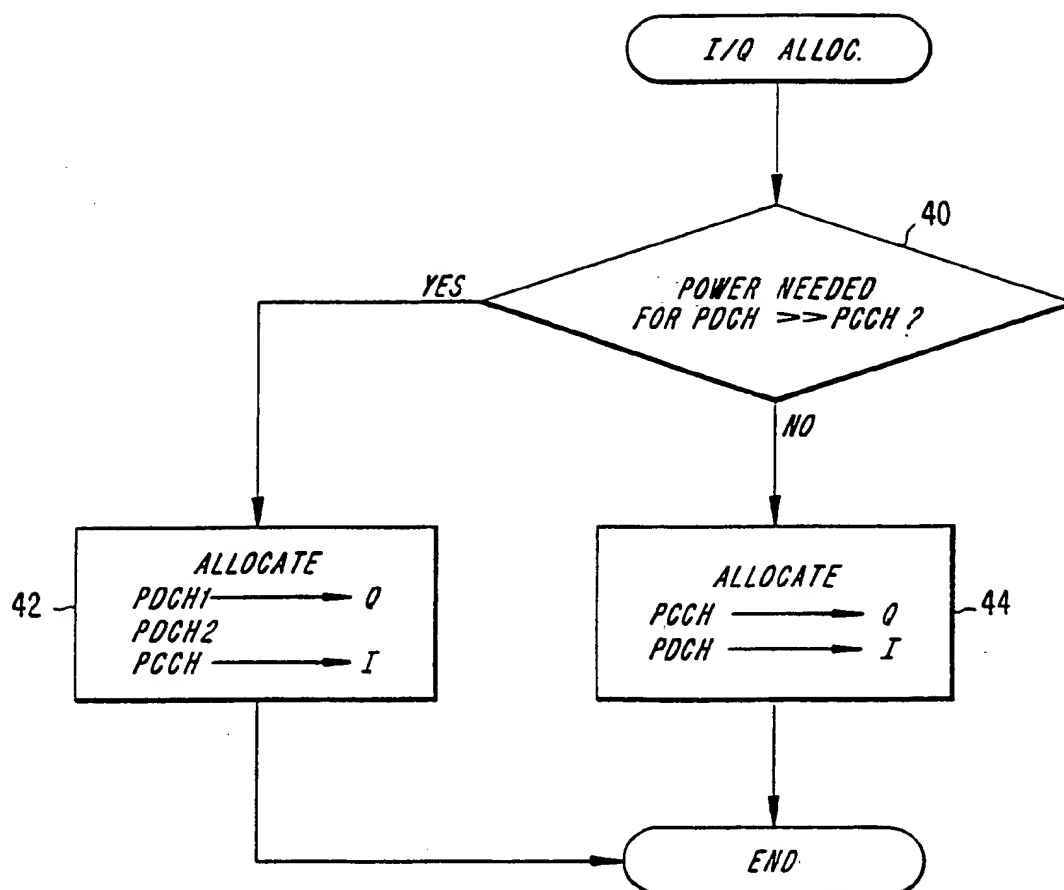 I/Q ALLOC.
40
POWER NEEDED
FOR PDCH >> PCCH ?
YES
NO
42
ALLOCATE
PDCH1 Q
PDCH2
PCCH I
44
ALLOCATE
PCCH Q
PDCH I
END